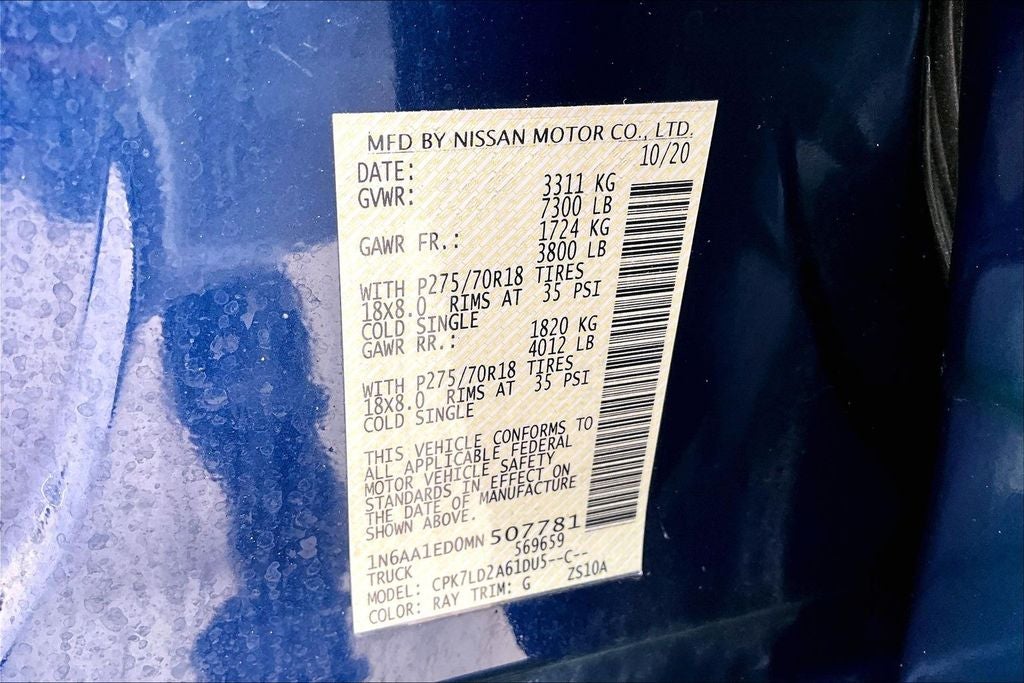 MFD BY NISSAN MOTOR CO., LTD.
DATE: 10/20
GVWR: 3311 KG
7300 LB
GAWR FR.: 1724 KG
3800 LB
WITH P275/70R18 TIRES
18X8.0 RIMS AT 35 PSI
COLD SINGLE
GAWR RR.: 1820 KG
4012 LB
WITH P275/70R18 TIRES
18X8.0 RIMS AT 35 PSI
COLD SINGLE
THIS VEHICLE CONFORMS TO
ALL APPLICABLE FEDERAL
MOTOR VEHICLE SAFETY
STANDARDS IN EFFECT ON
THE DATE OF MANUFACTURE
SHOWN ABOVE.
1N6AA1ED0MN507781
TRUCK 569659
MODEL: CPK7LD2A61DU5--C--
COLOR: RAY TRIM: G ZS10A